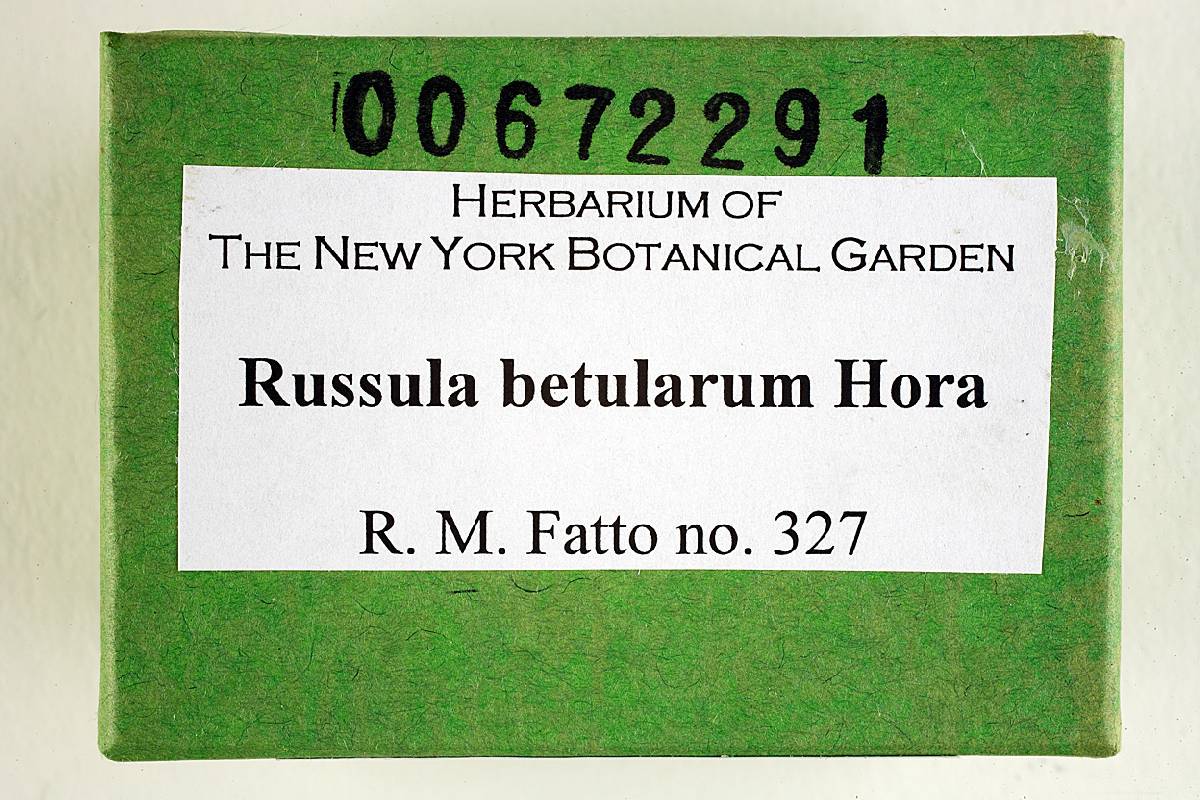 00672291
HERBARIUM OF
THE NEW YORK BOTANICAL GARDEN
Russula betularum Hora
R. M. Fatto no. 327